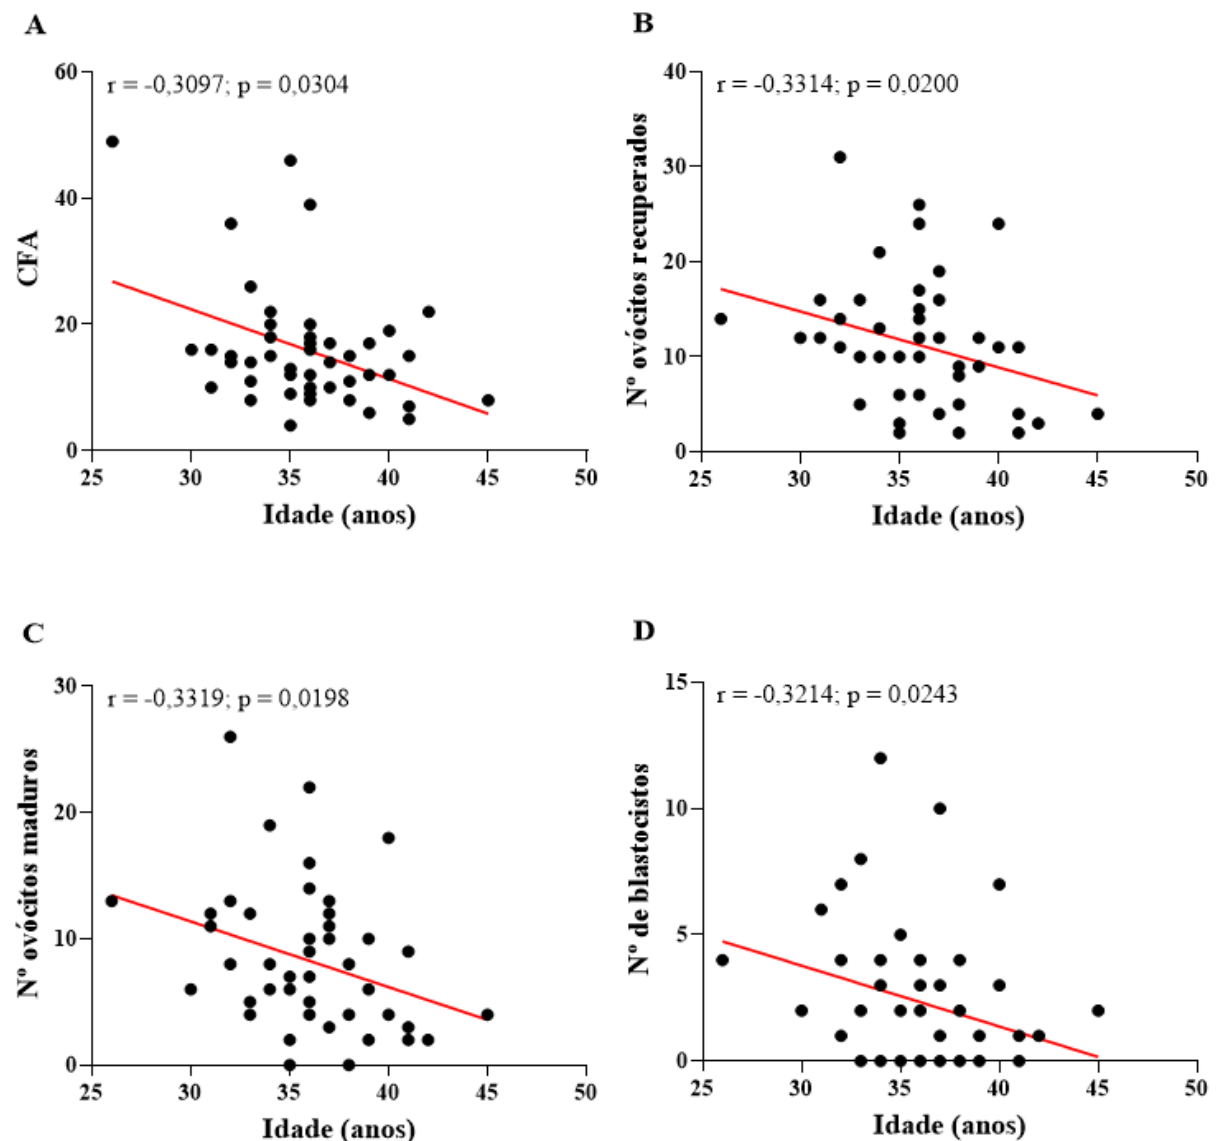 A
r = -0,3097; p = 0,0304
CFA
60
40
20
0
25 30 35 40 45 50
Idade (anos)
B
r = -0,3314; p = 0,0200
Nº ovócitos recuperados
40
30
20
10
0
25 30 35 40 45 50
Idade (anos)
C
r = -0,3319; p = 0,0198
Nº ovócitos maduros
30
20
10
0
25 30 35 40 45 50
Idade (anos)
D
r = -0,3214; p = 0,0243
Nº de blastocistos
15
10
5
0
25 30 35 40 45 50
Idade (anos)